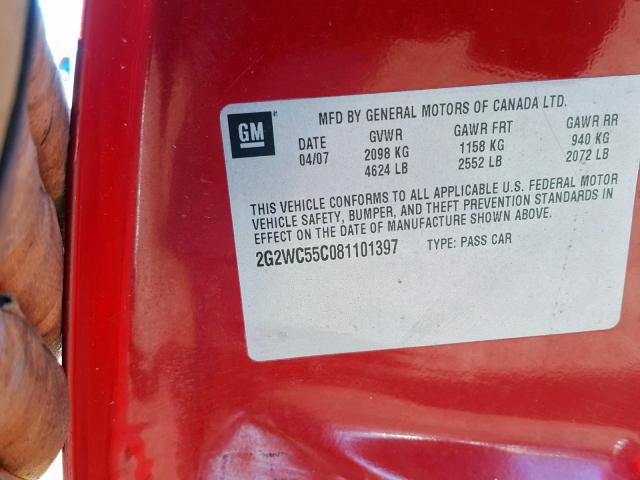 GM
MFD BY GENERAL MOTORS OF CANADA LTD.
DATE GVWR GAWR FRT GAWR RR
04/07 2098 KG 1158 KG 940 KG
4624 LB 2552 LB 2072 LB
THIS VEHICLE CONFORMS TO ALL APPLICABLE U.S. FEDERAL MOTOR
VEHICLE SAFETY, BUMPER, AND THEFT PREVENTION STANDARDS IN
EFFECT ON THE DATE OF MANUFACTURE SHOWN ABOVE.
2G2WC55C081101397 TYPE: PASS CAR